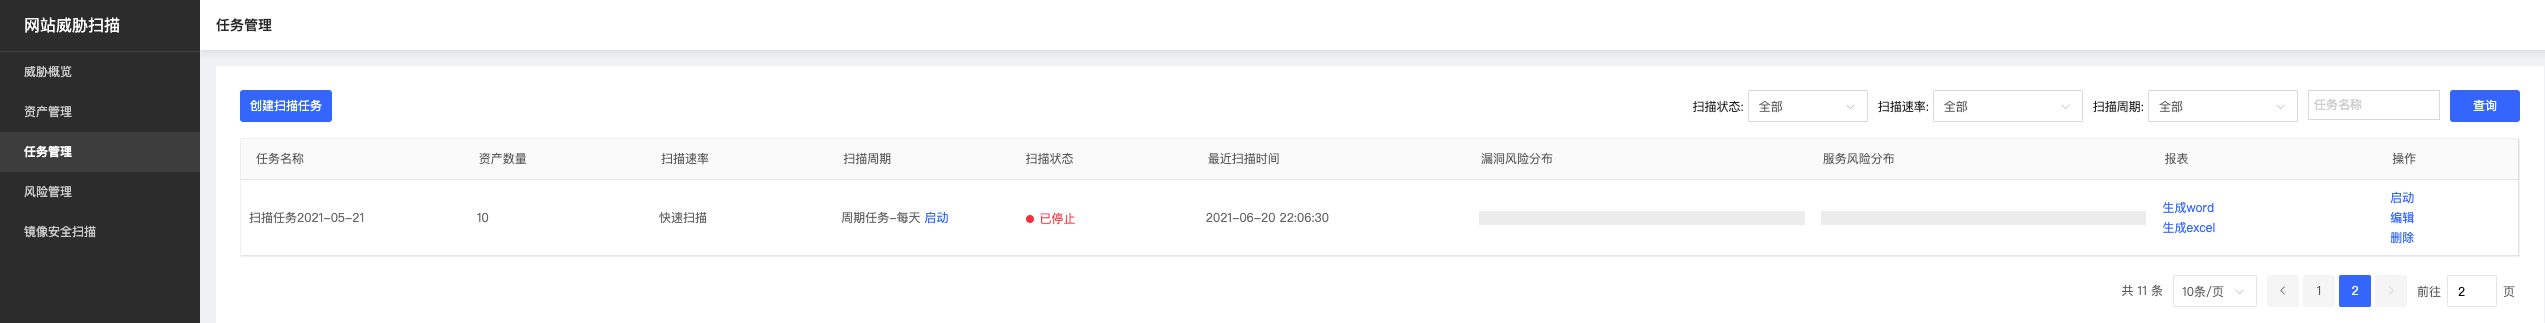 网站威胁扫描
威胁概览
资产管理
任务管理
风险管理
镜像安全扫描
任务管理
创建扫描任务 扫描状态: 全部 扫描速率: 全部 扫描周期: 全部 任务名称 查询
任务名称 资产数量 扫描速率 扫描周期 扫描状态 最近扫描时间 漏洞风险分布 服务风险分布 报表 操作
扫描任务2021-05-21 10 快速扫描 周期任务-每天 启动 已停止 2021-06-20 22:06:30
生成word
生成excel
启动
编辑
删除
共 11 条 10条/页 1 2 前往 2 页